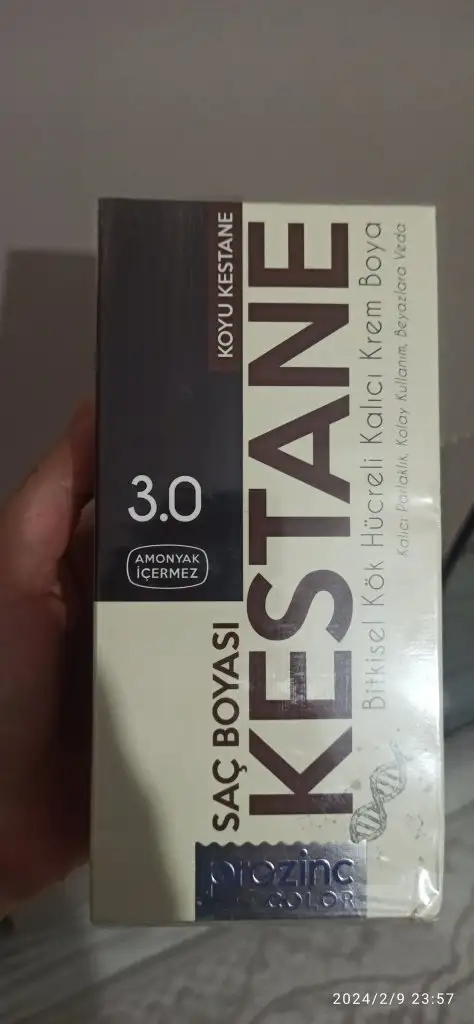 KOYU KESTANE
3.0
AMONYAK
İÇERMEZ
SAÇ BOYASI
KESTANE
Bitkisel Kök Hücreli Kalıcı Krem Boya
Kalıcı Parlaklık, Kolay Kullanım, Beyazlara Veda
prozinc
COLOR
2024/2/9 23:57